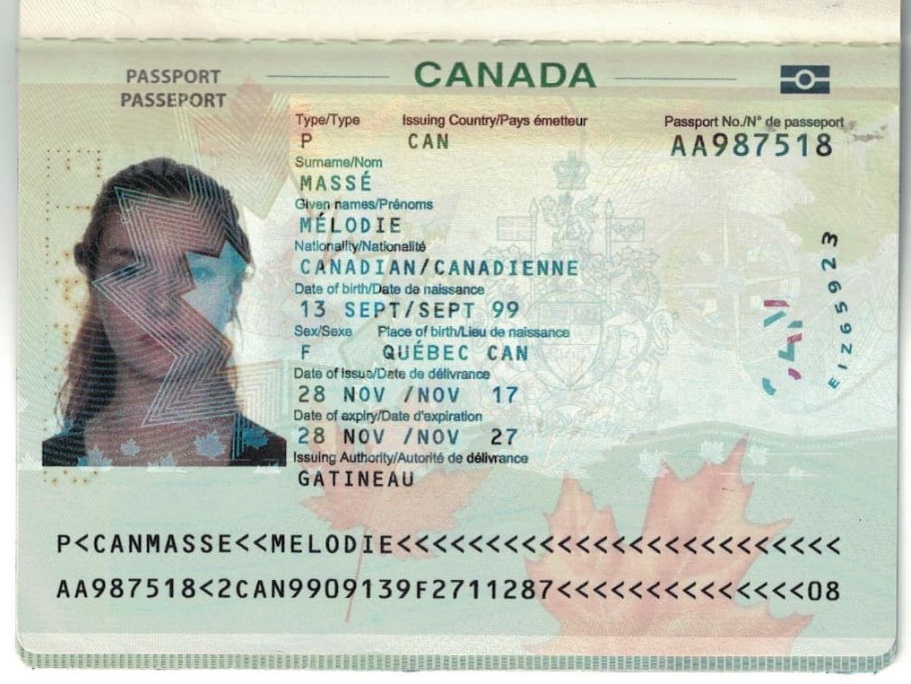 PASSPORT
PASSEPORT
CANADA
Type/Type Issuing Country/Pays émetteur Passport No./N° de passeport
P CAN AA987518
Surname/Nom
MASSÉ
Given names/Prénoms
MÉLODIE
Nationality/Nationalité
CANADIAN/CANADIENNE
Date of birth/Date de naissance
13 SEPT/SEPT 99
Sex/Sexe Place of birth/Lieu de naissance
F QUÉBEC CAN
Date of issue/Date de délivrance
28 NOV /NOV 17
Date of expiry/Date d'expiration
28 NOV /NOV 27
Issuing Authority/Autorité de délivrance
GATINEAU
P<CANMASSE<<MELODIE<<<<<<<<<<<<<<<<<<<<<<<<<
AA987518<2CAN9909139F2711287<<<<<<<<<<<<<<08